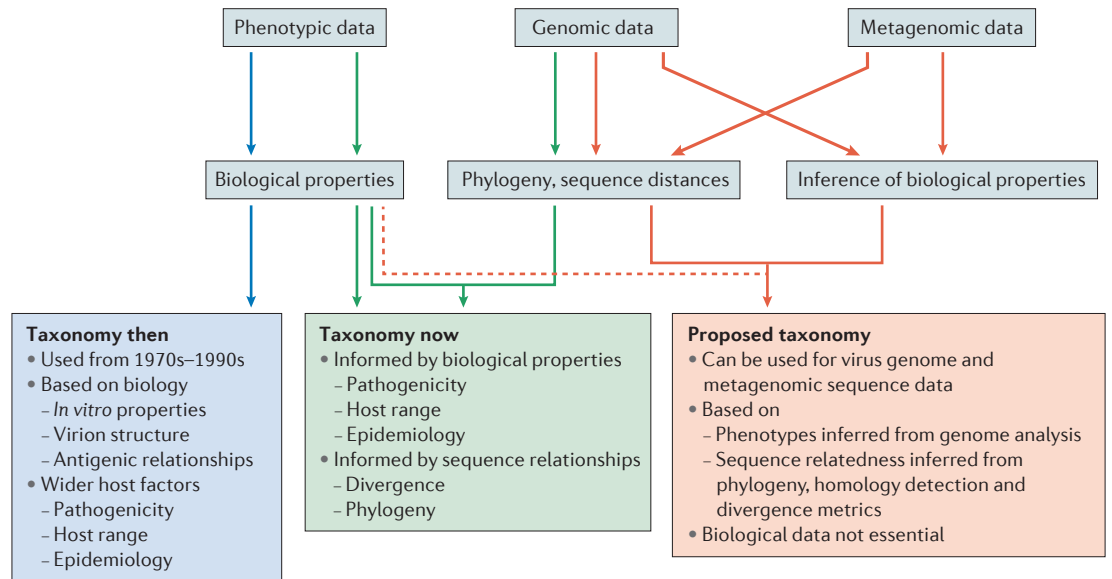 Phenotypic data
Genomic data
Metagenomic data
Biological properties
Phylogeny, sequence distances
Inference of biological properties
Taxonomy then
• Used from 1970s–1990s
• Based on biology
– In vitro properties
– Virion structure
– Antigenic relationships
• Wider host factors
– Pathogenicity
– Host range
– Epidemiology
Taxonomy now
• Informed by biological properties
– Pathogenicity
– Host range
– Epidemiology
• Informed by sequence relationships
– Divergence
– Phylogeny
Proposed taxonomy
• Can be used for virus genome and
metagenomic sequence data
• Based on
– Phenotypes inferred from genome analysis
– Sequence relatedness inferred from
phylogeny, homology detection and
divergence metrics
• Biological data not essential